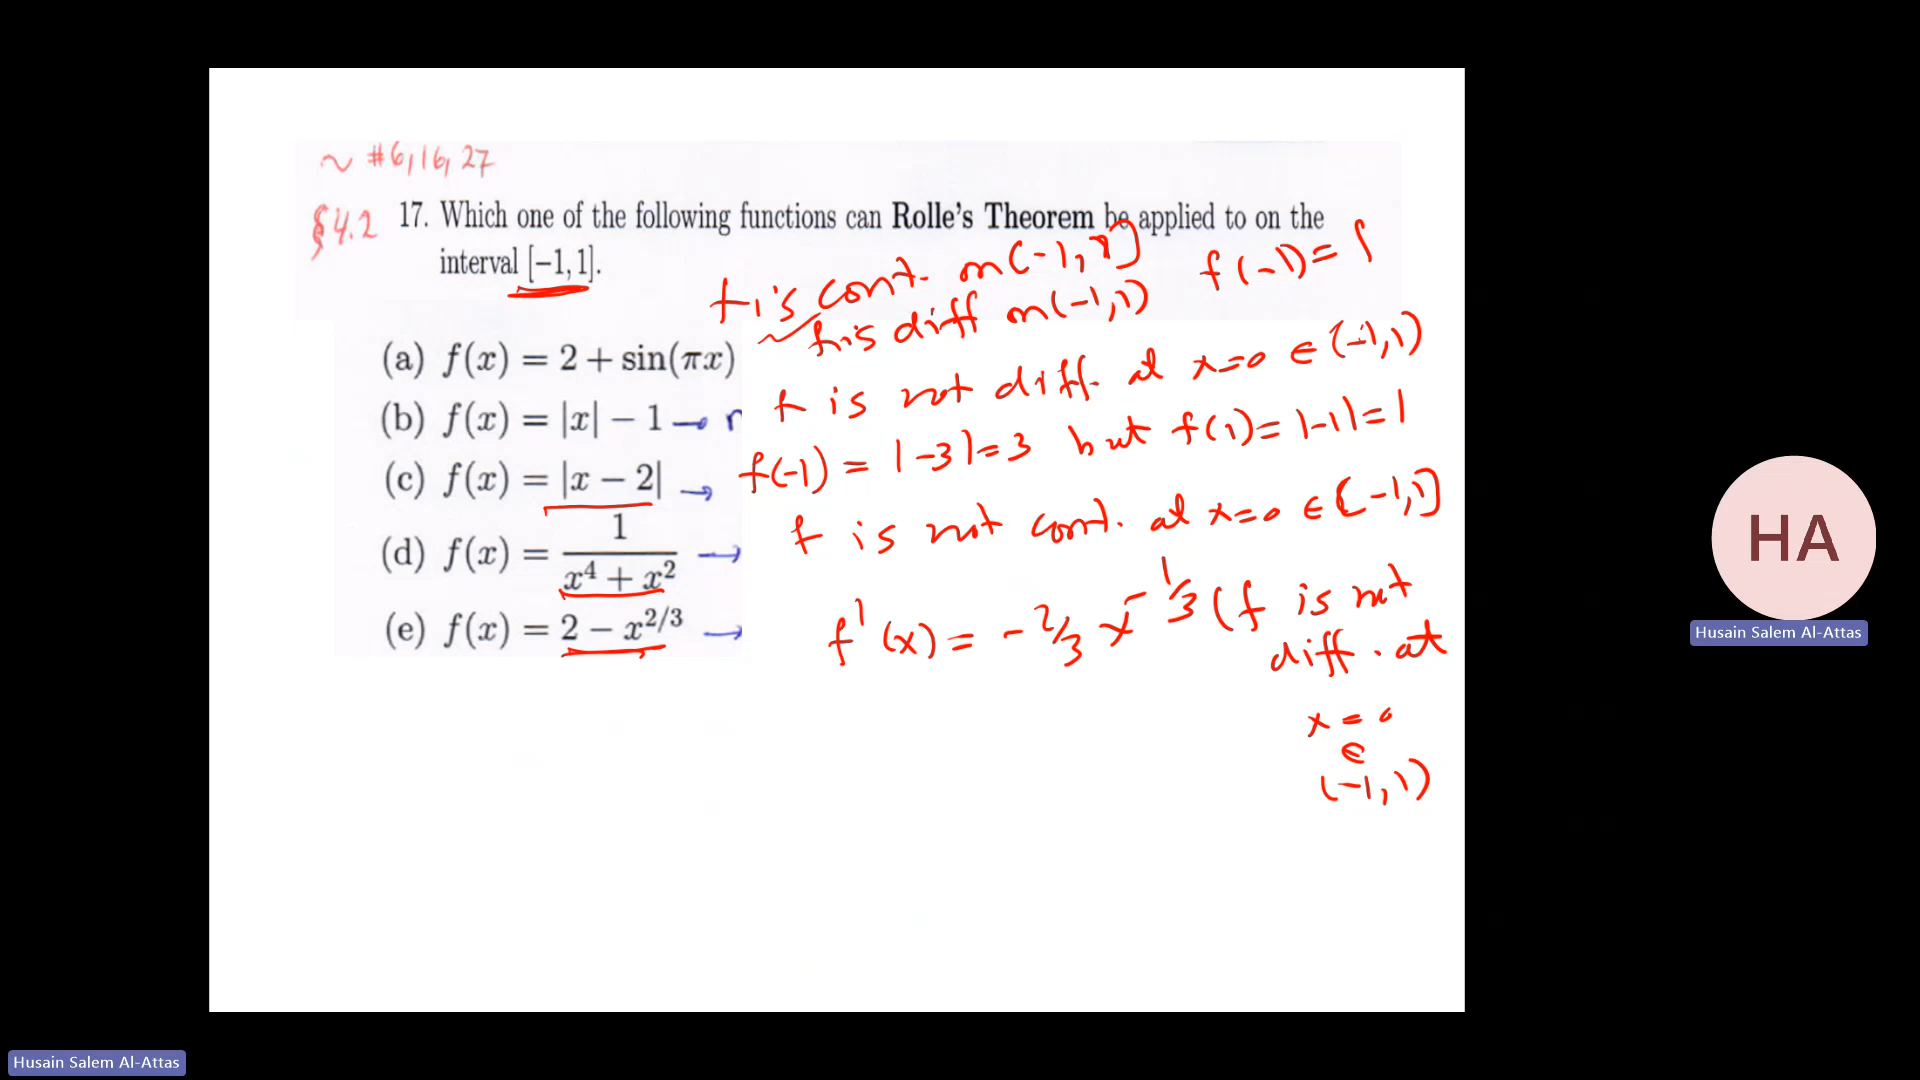 ~ #6, 16, 27
§4.2 17. Which one of the following functions can Rolle's Theorem be applied to on the
interval [−1, 1].
f is cont. on [-1, 1] f(-1) =
f is diff on (-1, 1)
(a) f(x) = 2 + sin(πx)
f is not diff. at x=0 ∈ (-1, 1)
(b) f(x) = |x| − 1 →
f(-1) = |-3| = 3 but f(1) = |-1| = 1
(c) f(x) = |x − 2| →
f is not cont. at x=0 ∈ [-1, 1]
(d) f(x) = 1/(x⁴ + x²) →
(e) f(x) = 2 − x^{2/3} →
f'(x) = -2/3 x^{-1/3} (f is not
diff. at
x = 0
∈
(-1, 1)
HA
Husain Salem Al-Attas
Husain Salem Al-Attas